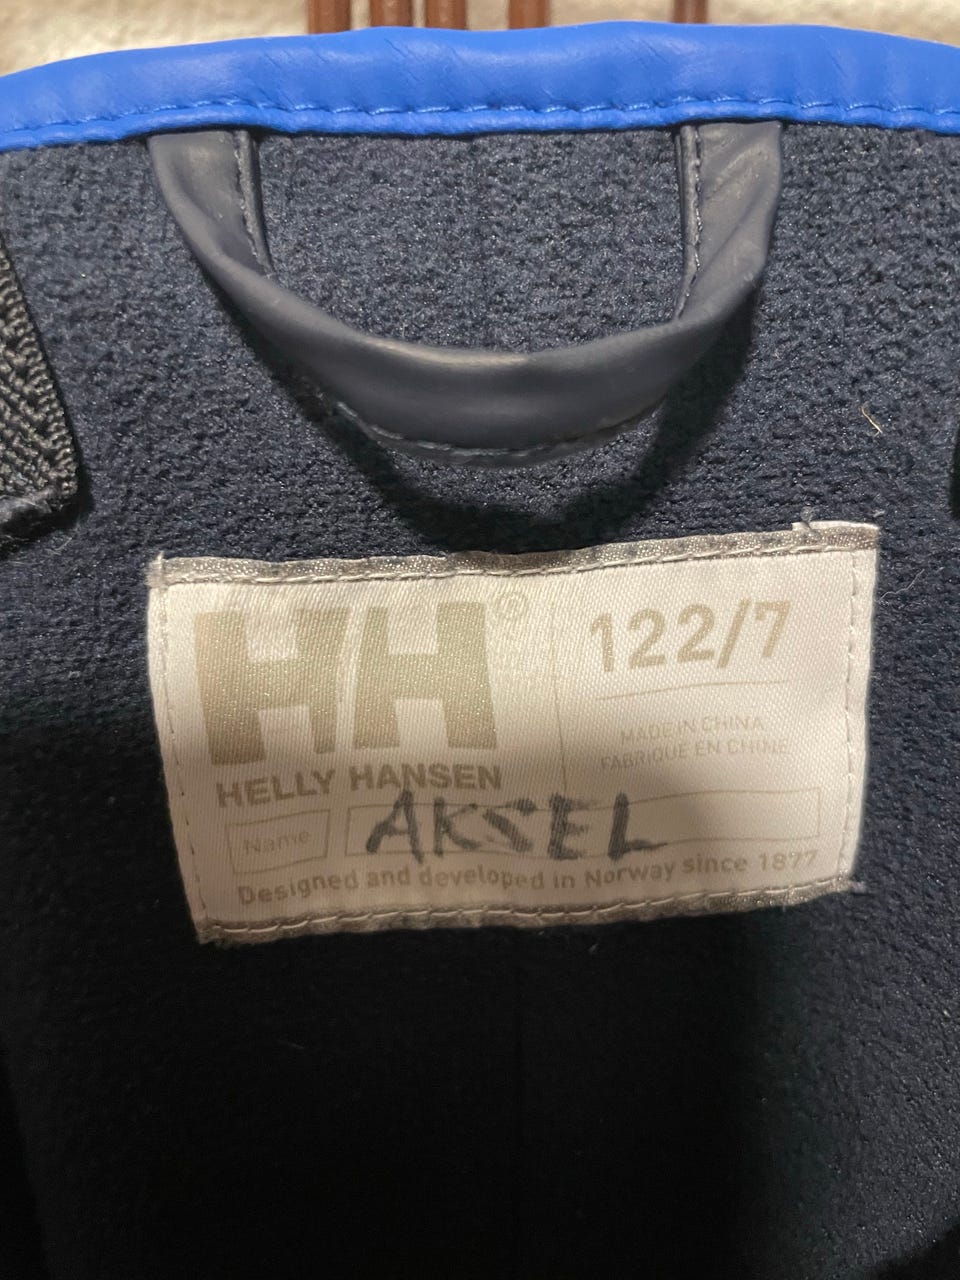 HH®
HELLY HANSEN
122/7
MADE IN CHINA
FABRIQUE EN CHINE
Name AKSEL
Designed and developed in Norway since 1877